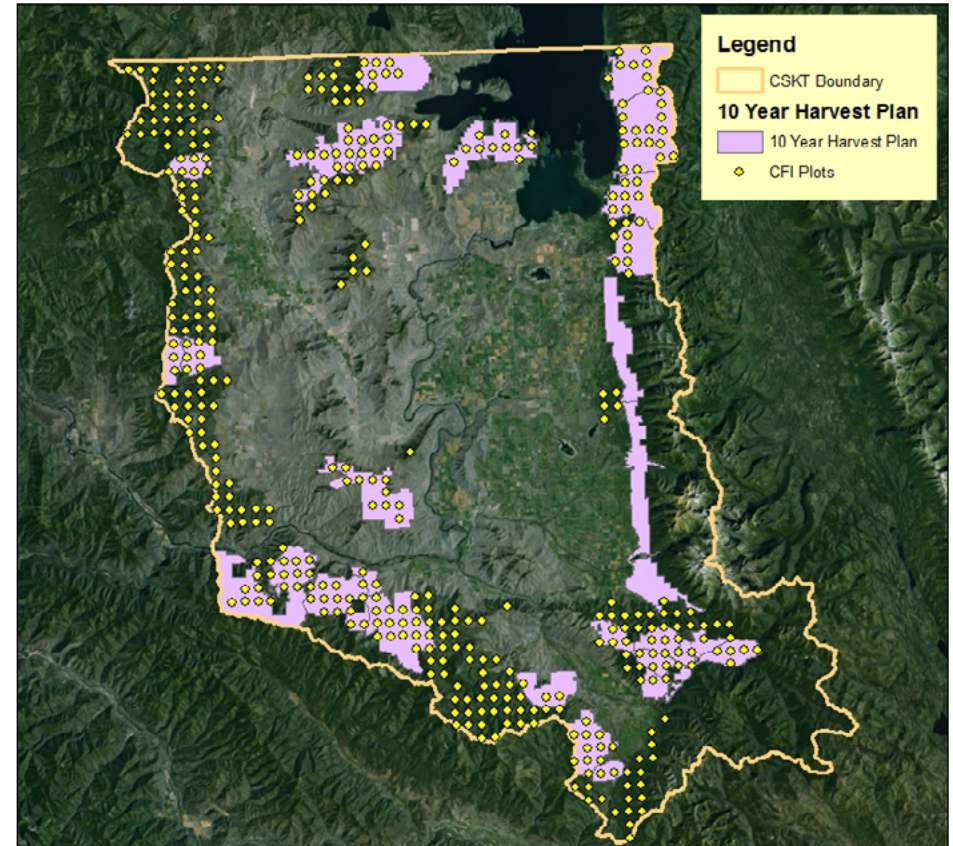 Legend
CSKT Boundary
10 Year Harvest Plan
10 Year Harvest Plan
CFI Plots